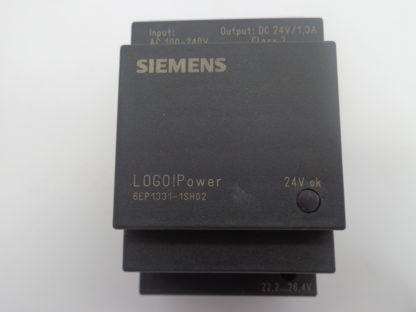 Input: Output: DC 24V/1,3A
AC 100-240V Class 2
SIEMENS
LOGO!Power 24V ok
6EP1331-1SH02
22,2...26,4V